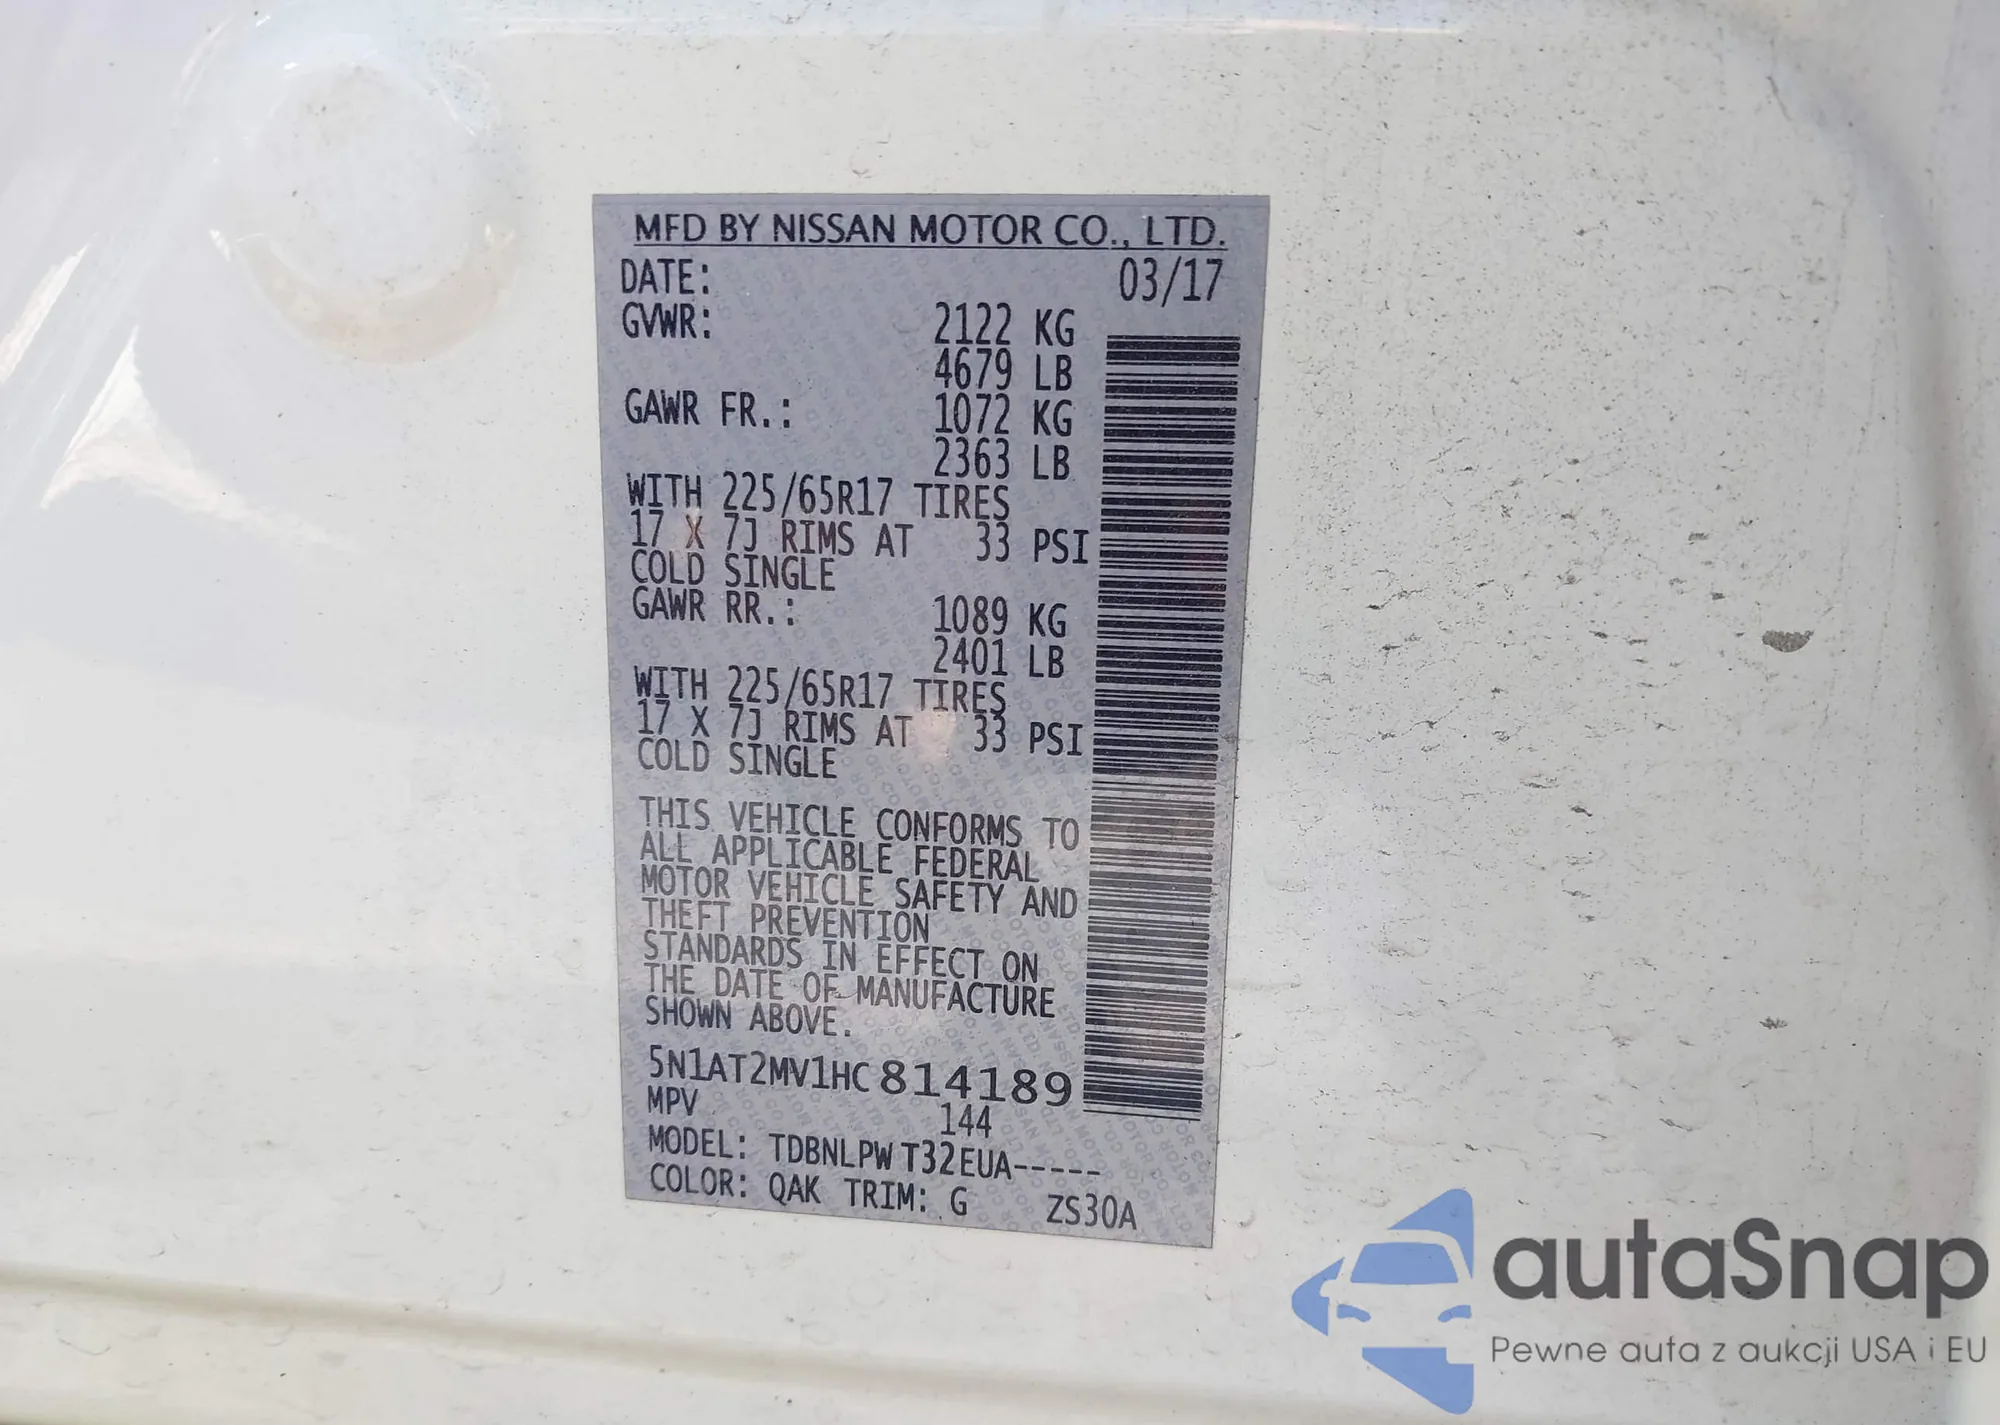 MFD BY NISSAN MOTOR CO., LTD.
DATE: 03/17
GVWR: 2122 KG
4679 LB
GAWR FR.: 1072 KG
2363 LB
WITH 225/65R17 TIRES
17 X 7J RIMS AT 33 PSI
COLD SINGLE
GAWR RR.: 1089 KG
2401 LB
WITH 225/65R17 TIRES
17 X 7J RIMS AT 33 PSI
COLD SINGLE
THIS VEHICLE CONFORMS TO
ALL APPLICABLE FEDERAL
MOTOR VEHICLE SAFETY AND
THEFT PREVENTION
STANDARDS IN EFFECT ON
THE DATE OF MANUFACTURE
SHOWN ABOVE.
5N1AT2MV1HC814189
MPV 144
MODEL: TDBNLPW T32EUA-----
COLOR: QAK TRIM: G ZS30A
autaSnap
Pewne auta z aukcji USA i EU